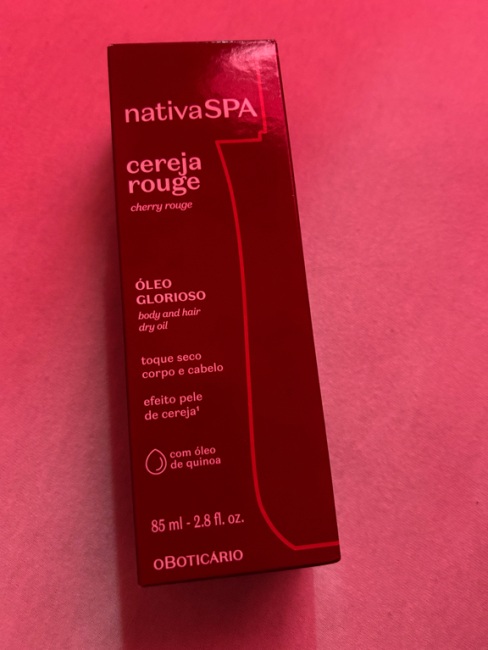 nativaSPA
cereja
rouge
cherry rouge
ÓLEO
GLORIOSO
body and hair
dry oil
toque seco
corpo e cabelo
efeito pele
de cereja¹
com óleo
de quinoa
85 ml - 2.8 fl. oz.
oBOTICÁRIO